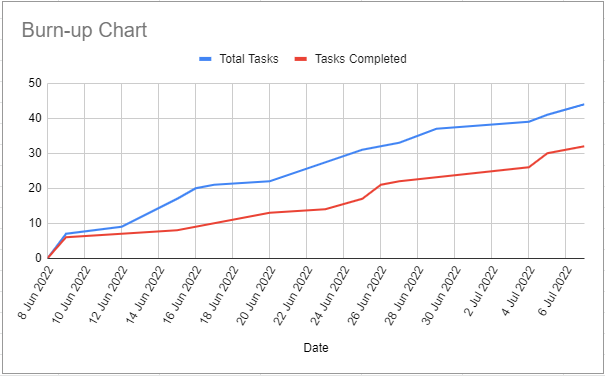 Burn-up Chart
Total Tasks
Tasks Completed
50
40
30
20
10
0
8 Jun 2022
10 Jun 2022
12 Jun 2022
14 Jun 2022
16 Jun 2022
18 Jun 2022
20 Jun 2022
22 Jun 2022
24 Jun 2022
26 Jun 2022
28 Jun 2022
30 Jun 2022
2 Jul 2022
4 Jul 2022
6 Jul 2022
Date